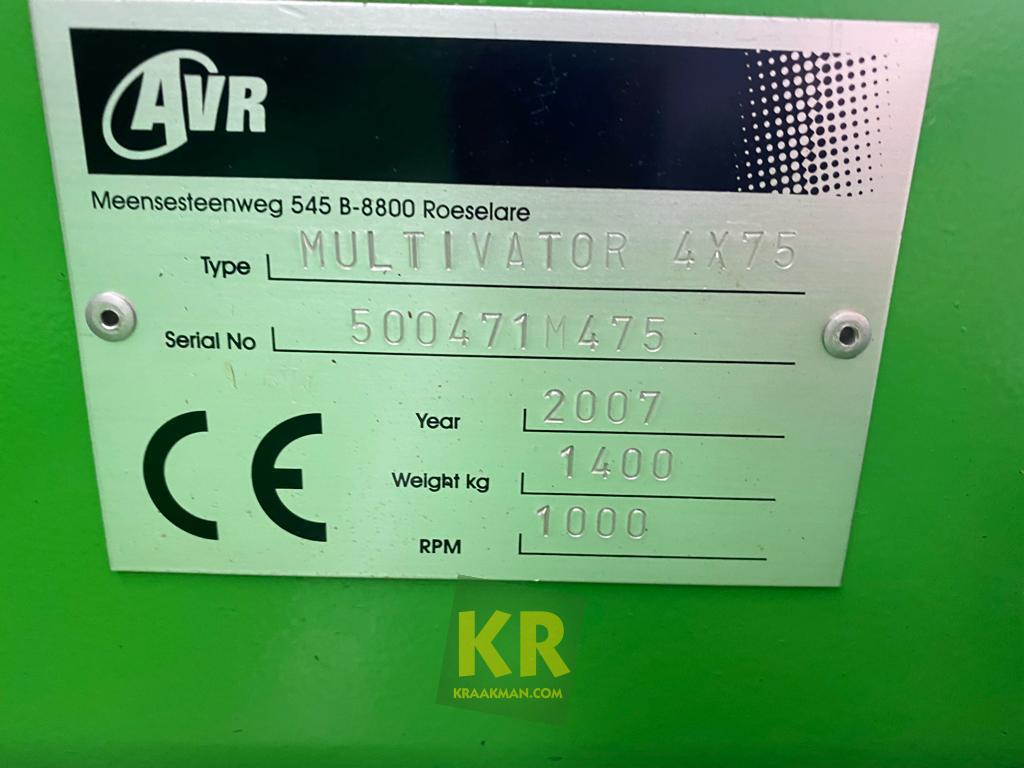 AVR
Meensesteenweg 545 B-8800 Roeselare
Type MULTIVATOR 4X75
Serial No 500471M475
CE
Year 2007
Weight kg 1400
RPM 1000
KR
KRAAKMAN.COM